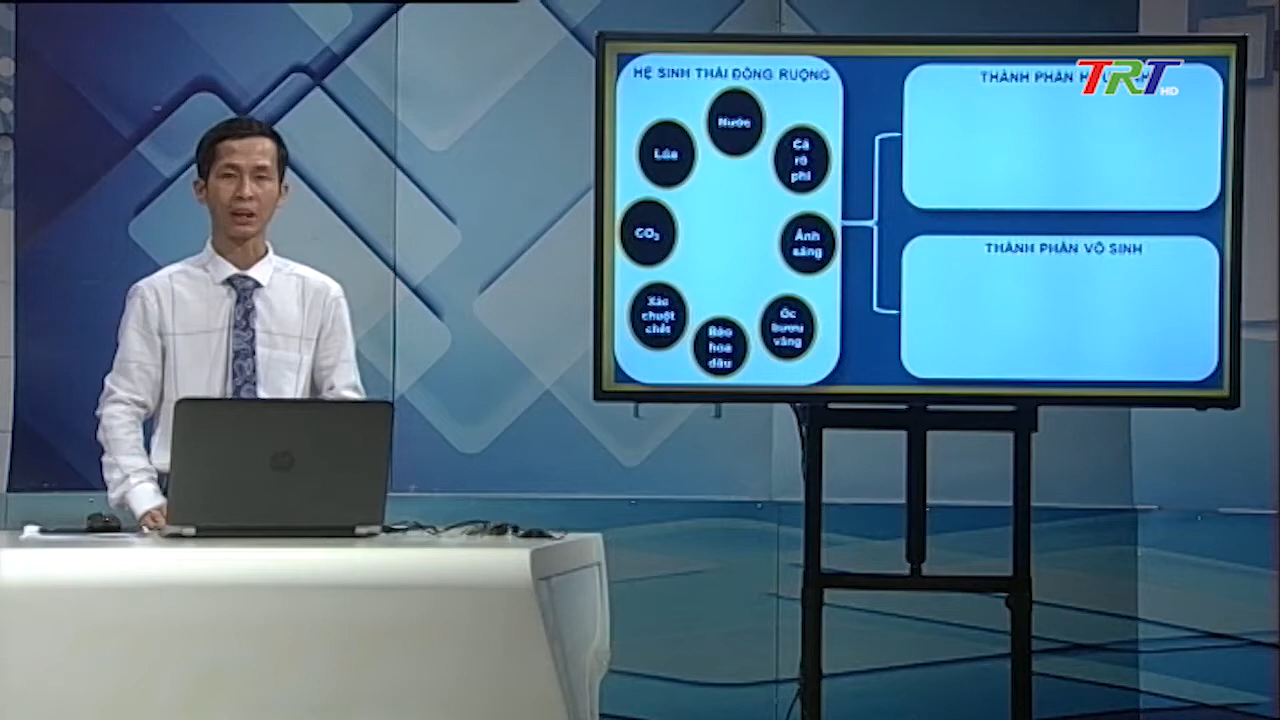 HỆ SINH THÁI ĐỒNG RUỘNG
Nước
Lúa
Cá
rô
phi
CO₂
Ánh
sáng
Xác
chuột
chết
Bèo
hoa
dâu
Ốc
bươu
vàng
THÀNH PHẦN
TRT HD
THÀNH PHẦN VÔ SINH